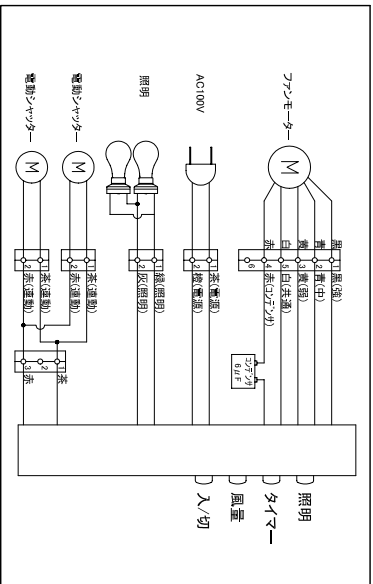 ファンモーター
黒
青
黄
白
赤
1 黒(強)
2 青(中)
3 黄(弱)
5 白(共通)
4 赤(コンデンサ)
6
コンデンサ
6μF
AC100V
1 茶(電源)
2 橙(電源)
照明
1 緑(照明)
2 灰(照明)
電動シャッター
M
1 茶(連動)
2 赤(連動)
電動シャッター
M
1 茶(連動)
2 赤(連動)
1 茶
2
3 赤
M
照明
タイマー
風量
入/切